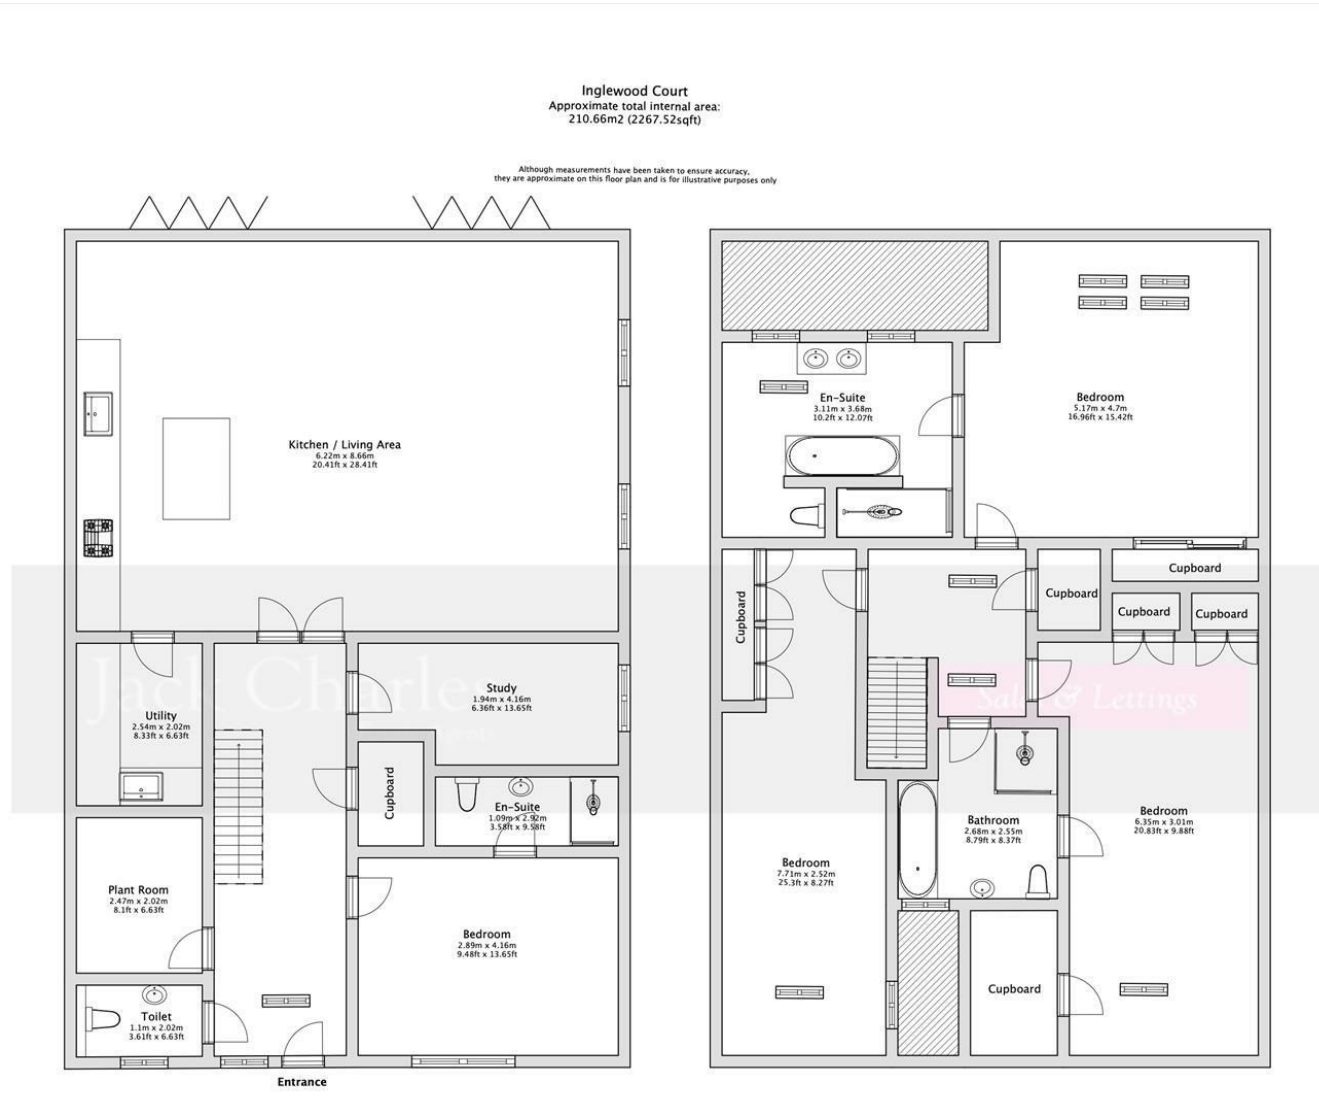 Inglewood Court
Approximate total internal area:
210.66m2 (2267.52sqft)
Although measurements have been taken to ensure accuracy,
they are approximate on this floor plan and is for illustrative purposes only
Kitchen / Living Area
6.22m x 8.66m
20.41ft x 28.41ft
Jack Charles
Study
1.94m x 4.16m
6.36ft x 13.65ft
Utility
2.54m x 2.02m
8.33ft x 6.63ft
Cupboard
En-Suite
1.09m x 2.92m
3.58ft x 9.58ft
Plant Room
2.47m x 2.02m
8.1ft x 6.63ft
Bedroom
2.89m x 4.16m
9.48ft x 13.65ft
Toilet
1.1m x 2.02m
3.61ft x 6.63ft
Entrance
En-Suite
3.11m x 3.68m
10.2ft x 12.07ft
Bedroom
5.17m x 4.7m
16.96ft x 15.42ft
Cupboard
Cupboard
Cupboard
Cupboard
Cupboard
Sales & Lettings
Bathroom
2.68m x 2.55m
8.79ft x 8.37ft
Bedroom
6.35m x 3.01m
20.83ft x 9.88ft
Bedroom
7.71m x 2.52m
25.3ft x 8.27ft
Cupboard